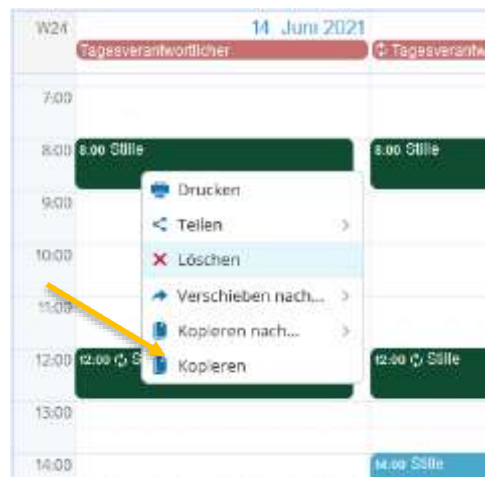 W24
14 Juni 2021
Tagesverantwortlicher
Tagesverantw
7:00
8:00
8:00 Stille
8:00 Stille
Drucken
9:00
Teilen
10:00
Löschen
Verschieben nach...
11:00
Kopieren nach...
12:00
12:00 S
Kopieren
12:00 Stille
13:00
14:00
14:00 Stille